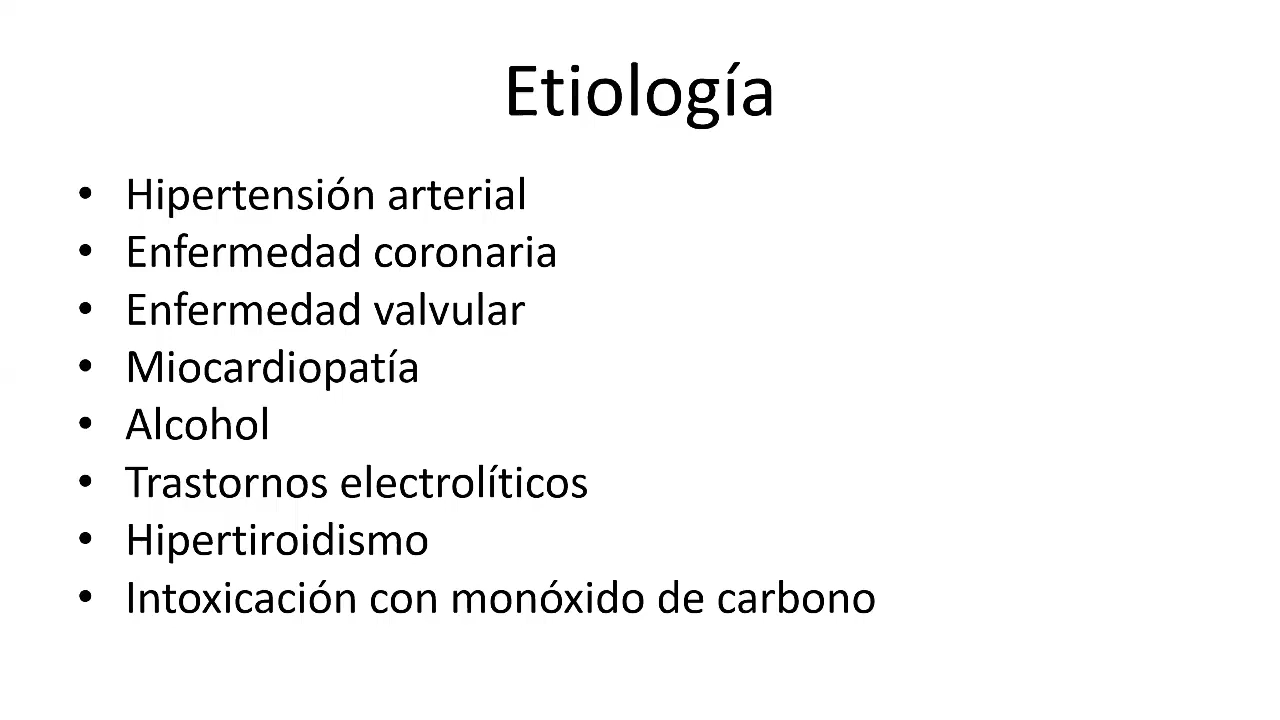 Etiología
• Hipertensión arterial
• Enfermedad coronaria
• Enfermedad valvular
• Miocardiopatía
• Alcohol
• Trastornos electrolíticos
• Hipertiroidismo
• Intoxicación con monóxido de carbono